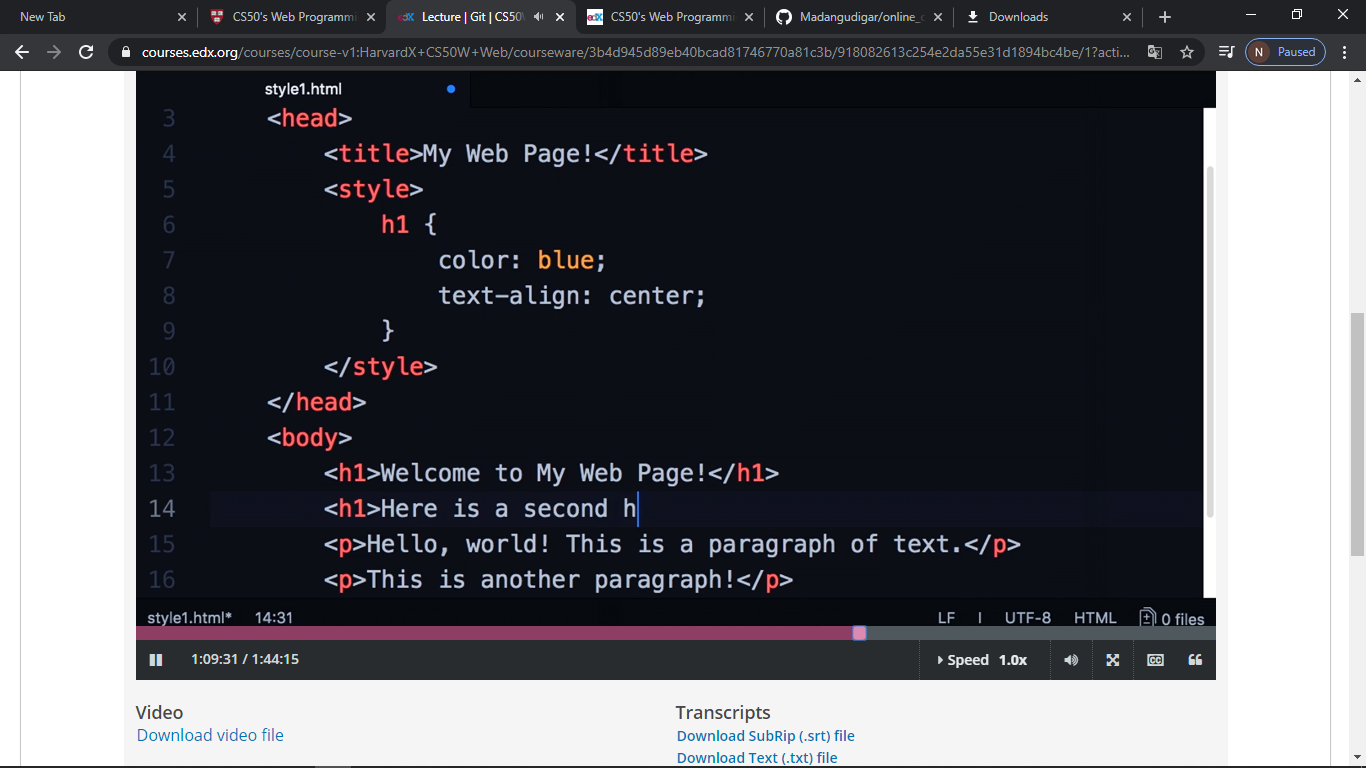 New Tab
CS50's Web Programmi
edX Lecture | Git | CS50
edX CS50's Web Programmi
Madangudigar/online_c
Downloads
courses.edx.org/courses/course-v1:HarvardX+CS50W+Web/courseware/3b4d945d89eb40bcad81746770a81c3b/918082613c254e2da55e31d1894bc4be/1?acti...
N Paused
style1.html
3 <head>
4 <title>My Web Page!</title>
5 <style>
6 h1 {
7 color: blue;
8 text-align: center;
9 }
10 </style>
11 </head>
12 <body>
13 <h1>Welcome to My Web Page!</h1>
14 <h1>Here is a second h
15 <p>Hello, world! This is a paragraph of text.</p>
16 <p>This is another paragraph!</p>
style1.html* 14:31 LF I UTF-8 HTML 0 files
1:09:31 / 1:44:15 Speed 1.0x CC
Video
Download video file
Transcripts
Download SubRip (.srt) file
Download Text (.txt) file